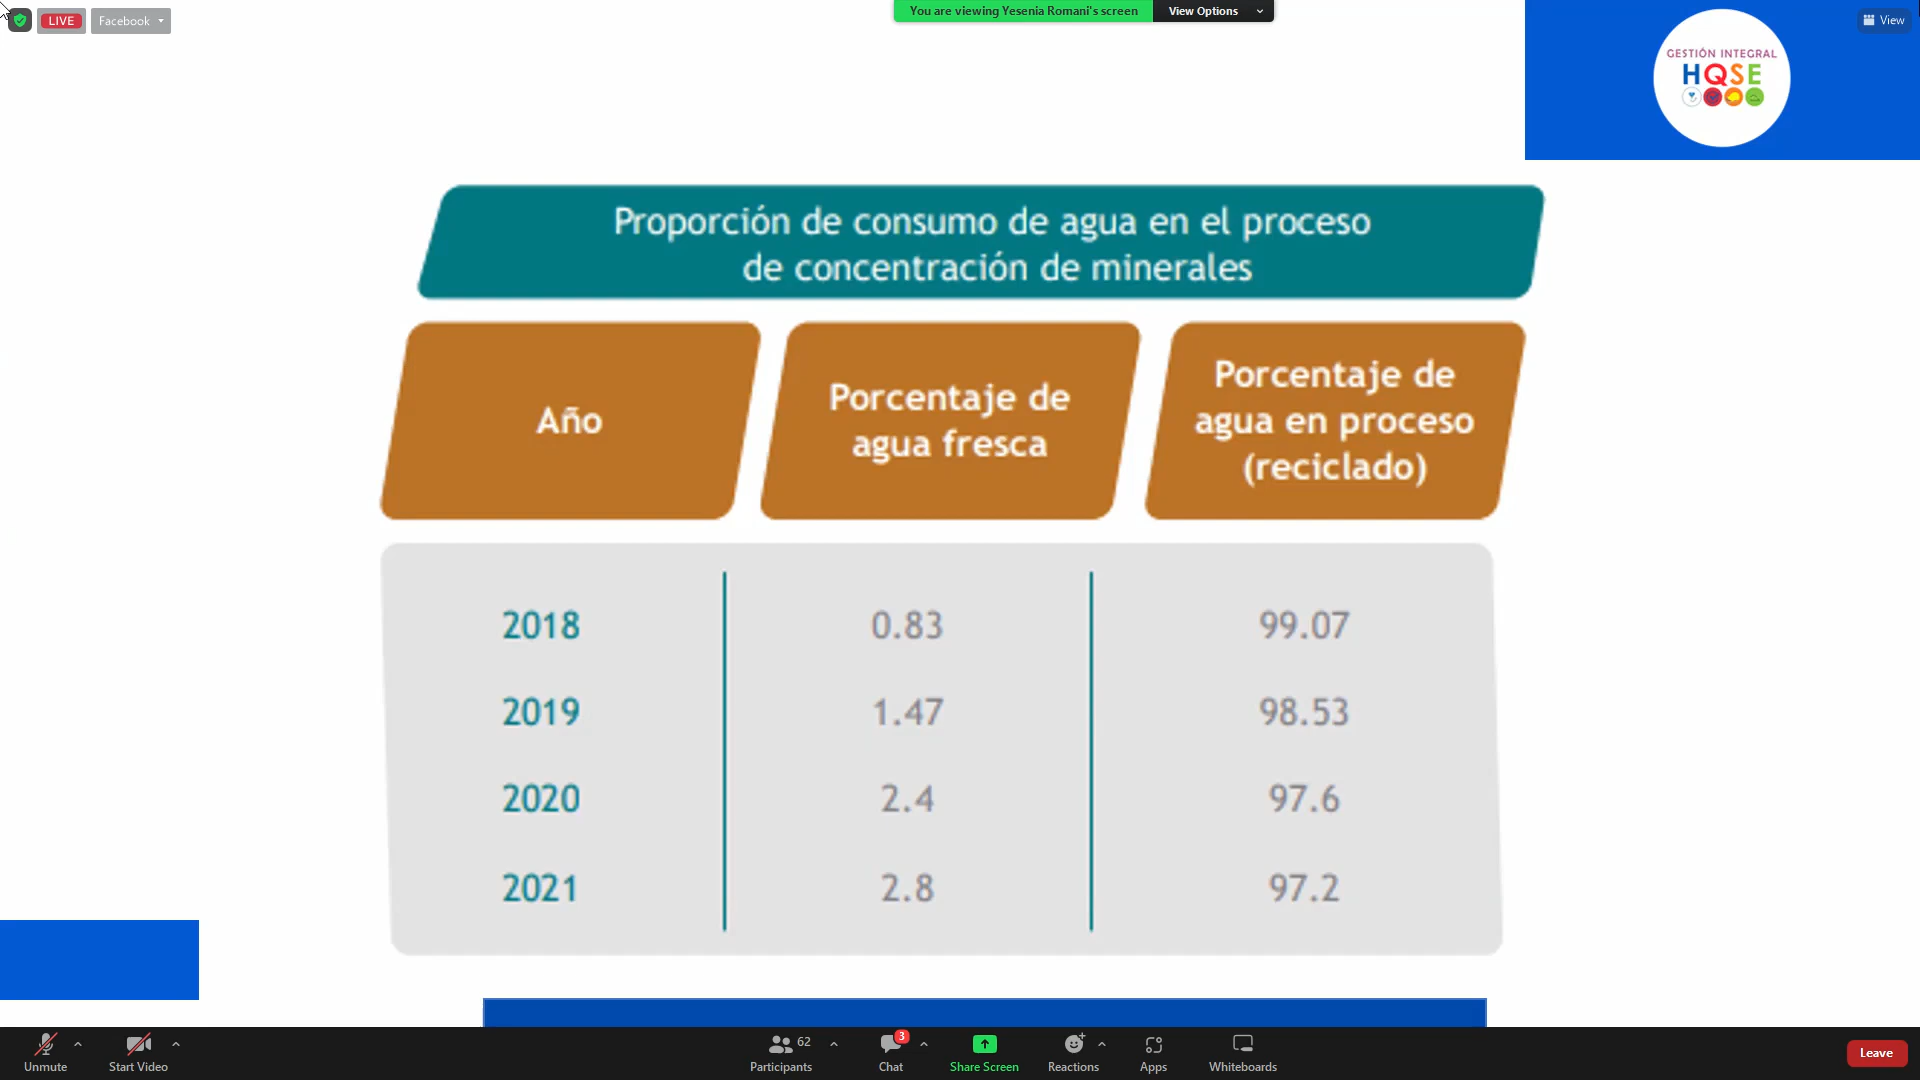 LIVE
Facebook
You are viewing Yesenia Romani's screen
View Options
View
GESTIÓN INTEGRAL
HQSE
Proporción de consumo de agua en el proceso
de concentración de minerales
Año
Porcentaje de
agua fresca
Porcentaje de
agua en proceso
(reciclado)
2018 0.83 99.07
2019 1.47 98.53
2020 2.4 97.6
2021 2.8 97.2
Unmute
Start Video
62
Participants
3
Chat
Share Screen
Reactions
Apps
Whiteboards
Leave